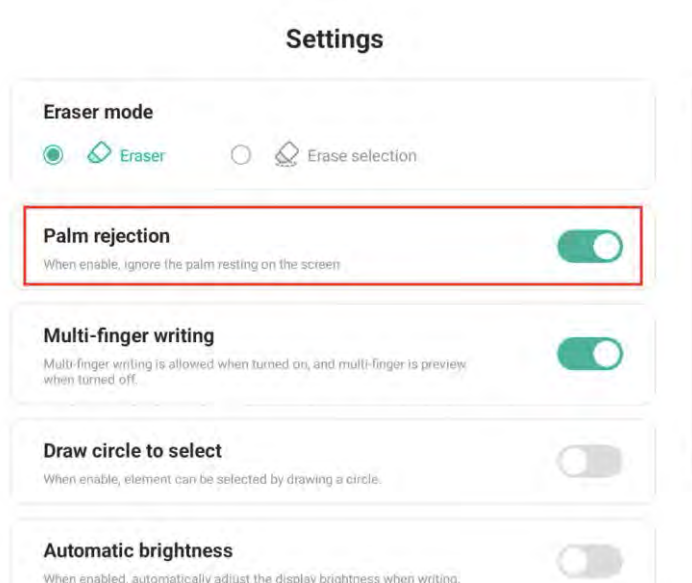 Settings
Eraser mode
Eraser
Erase selection
Palm rejection
When enable, ignore the palm resting on the screen
Multi-finger writing
Multi-finger writing is allowed when turned on, and multi-finger is preview
when turned off.
Draw circle to select
When enable, element can be selected by drawing a circle.
Automatic brightness
When enabled, automatically adjust the display brightness when writing.